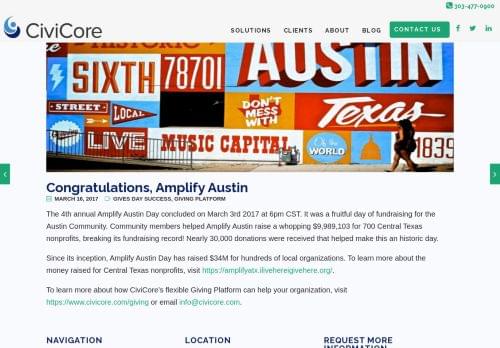 303-477-0900
CiviCore
SOLUTIONS CLIENTS ABOUT BLOG CONTACT US
HISTORIC
AUSTIN
SIXTH
78701
STREET
LOCAL
DON'T
MESS
WITH
Texas
LIVE
MUSIC CAPITAL
Of the
WORLD
Congratulations, Amplify Austin
MARCH 16, 2017 GIVES DAY SUCCESS, GIVING PLATFORM
The 4th annual Amplify Austin Day concluded on March 3rd 2017 at 6pm CST. It was a fruitful day of fundraising for the
Austin Community. Community members helped Amplify Austin raise a whopping $9,989,103 for 700 Central Texas
nonprofits, breaking its fundraising record! Nearly 30,000 donations were received that helped make this an historic day.
Since its inception, Amplify Austin Day has raised $34M for hundreds of local organizations. To learn more about the
money raised for Central Texas nonprofits, visit https://amplifyatx.ilivehereigivehere.org/.
To learn more about how CiviCore's flexible Giving Platform can help your organization, visit
https://www.civicore.com/giving or email info@civicore.com.
NAVIGATION
LOCATION
REQUEST MORE
INFORMATION